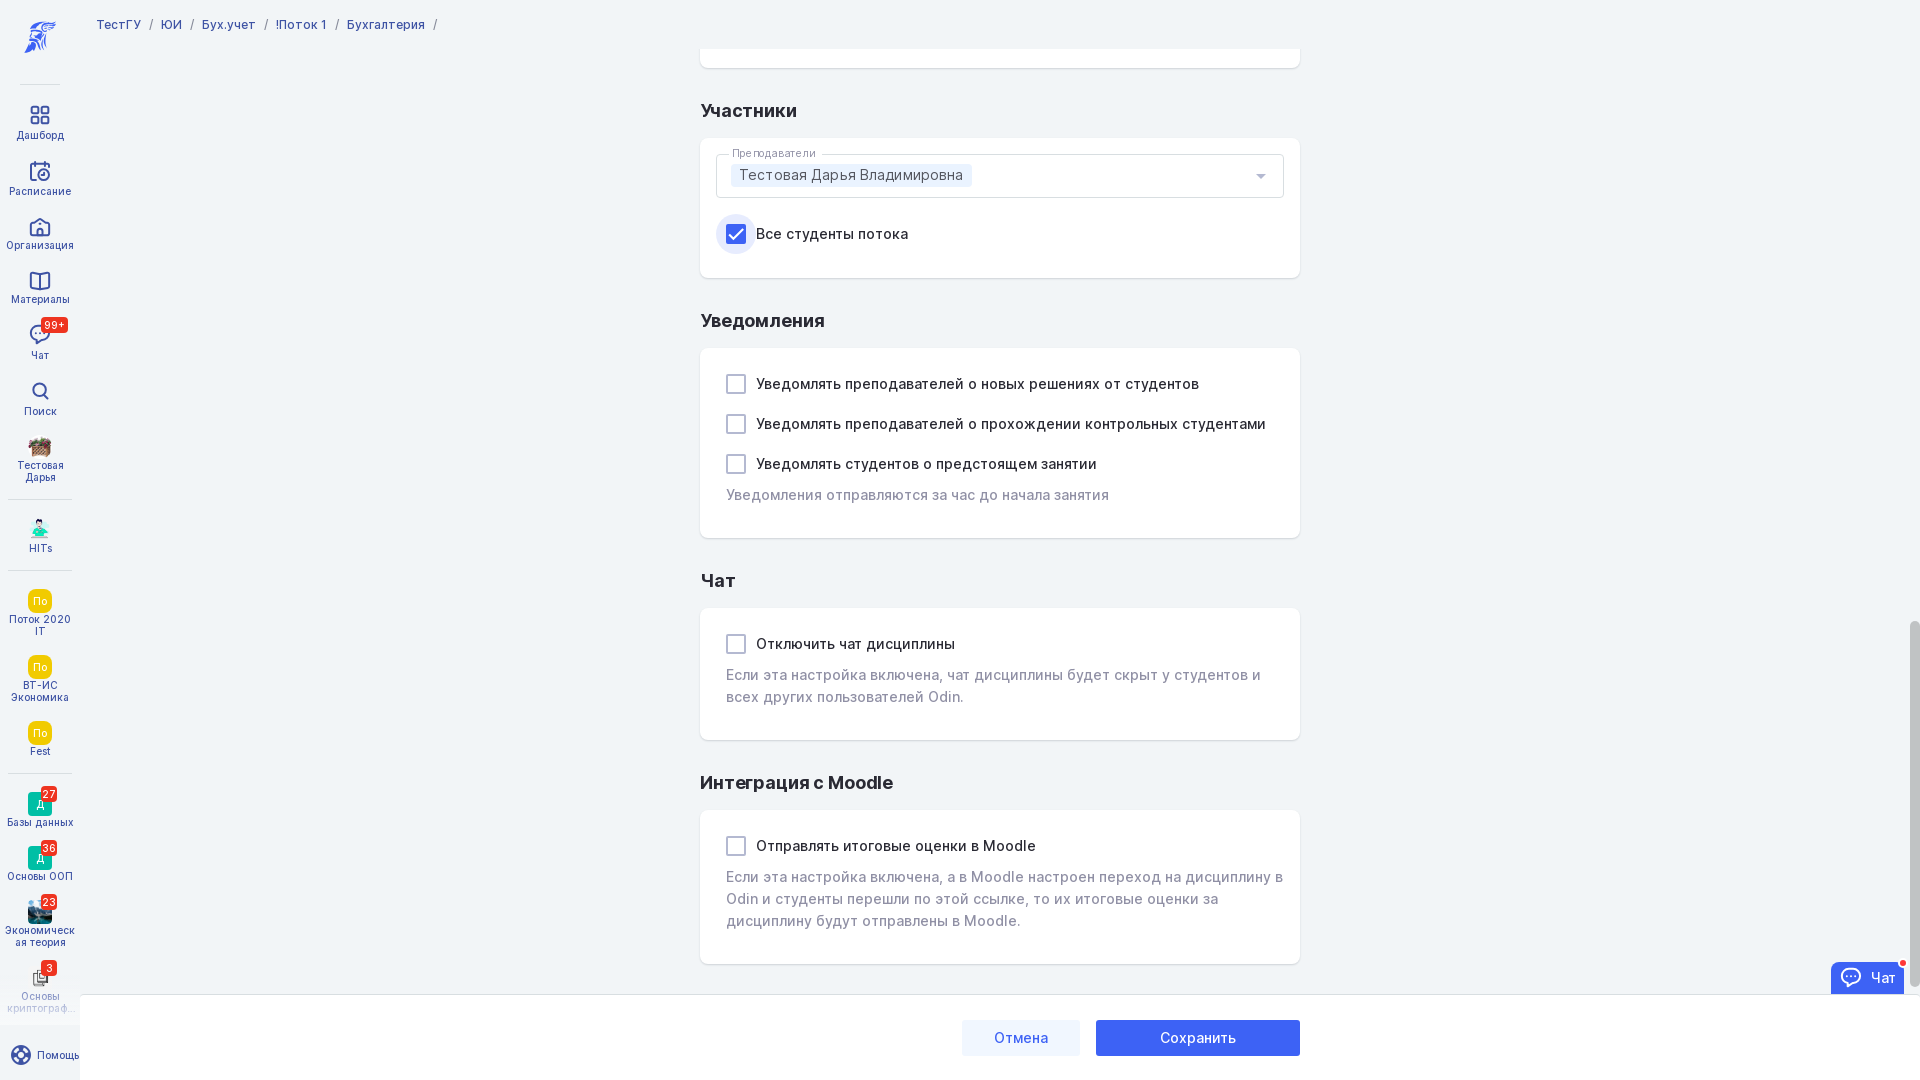 ТестГУ / ЮИ / Бух.учет / !Поток 1 / Бухгалтерия /
Дашборд
Расписание
Организация
Материалы
99+
Чат
Поиск
Тестовая
Дарья
HITs
По
Поток 2020
IT
По
ВТ-ИС
Экономика
По
Fest
27
Д
Базы данных
36
Д
Основы ООП
23
Экономическ
ая теория
3
Основы
криптограф...
Помощь
Участники
Преподаватели
Тестовая Дарья Владимировна
Все студенты потока
Уведомления
Уведомлять преподавателей о новых решениях от студентов
Уведомлять преподавателей о прохождении контрольных студентами
Уведомлять студентов о предстоящем занятии
Уведомления отправляются за час до начала занятия
Чат
Отключить чат дисциплины
Если эта настройка включена, чат дисциплины будет скрыт у студентов и
всех других пользователей Odin.
Интеграция с Moodle
Отправлять итоговые оценки в Moodle
Если эта настройка включена, а в Moodle настроен переход на дисциплину в
Odin и студенты перешли по этой ссылке, то их итоговые оценки за
дисциплину будут отправлены в Moodle.
Чат
Отмена
Сохранить